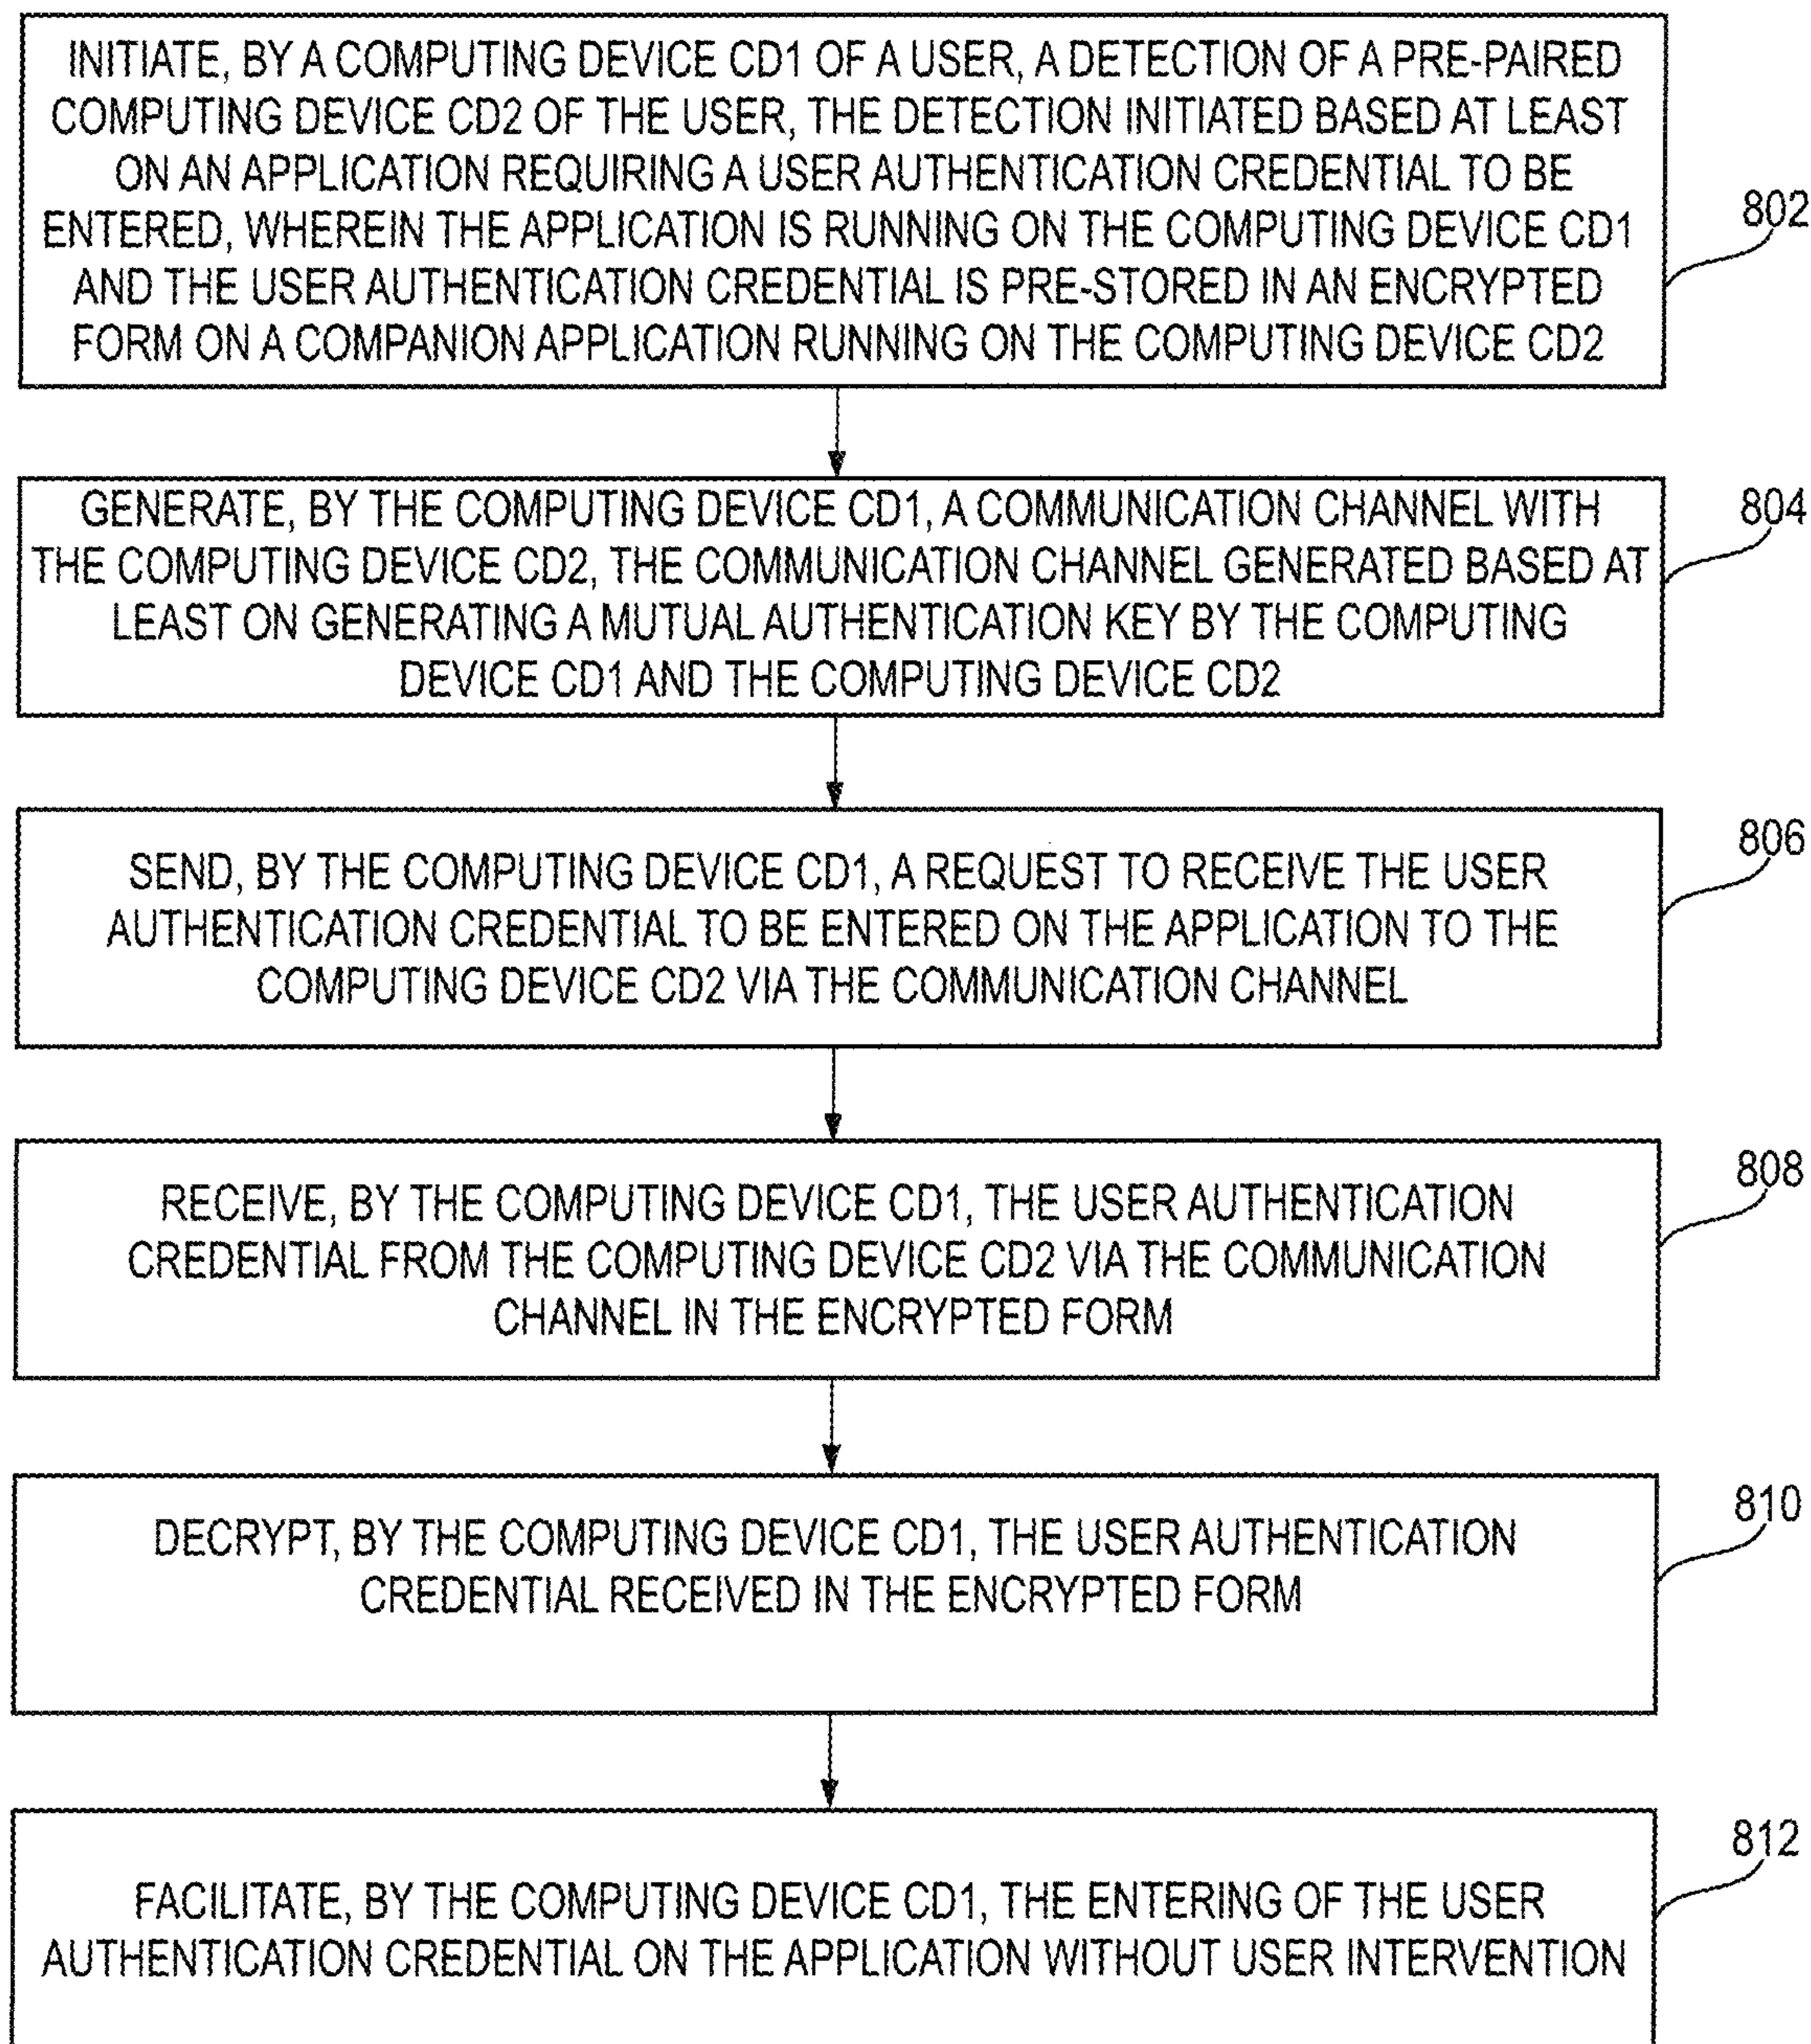 INITIATE, BY A COMPUTING DEVICE CD1 OF A USER, A DETECTION OF A PRE-PAIRED
COMPUTING DEVICE CD2 OF THE USER, THE DETECTION INITIATED BASED AT LEAST
ON AN APPLICATION REQUIRING A USER AUTHENTICATION CREDENTIAL TO BE
ENTERED, WHEREIN THE APPLICATION IS RUNNING ON THE COMPUTING DEVICE CD1
AND THE USER AUTHENTICATION CREDENTIAL IS PRE-STORED IN AN ENCRYPTED
FORM ON A COMPANION APPLICATION RUNNING ON THE COMPUTING DEVICE CD2
802
GENERATE, BY THE COMPUTING DEVICE CD1, A COMMUNICATION CHANNEL WITH
THE COMPUTING DEVICE CD2, THE COMMUNICATION CHANNEL GENERATED BASED AT
LEAST ON GENERATING A MUTUAL AUTHENTICATION KEY BY THE COMPUTING
DEVICE CD1 AND THE COMPUTING DEVICE CD2
804
SEND, BY THE COMPUTING DEVICE CD1, A REQUEST TO RECEIVE THE USER
AUTHENTICATION CREDENTIAL TO BE ENTERED ON THE APPLICATION TO THE
COMPUTING DEVICE CD2 VIA THE COMMUNICATION CHANNEL
806
RECEIVE, BY THE COMPUTING DEVICE CD1, THE USER AUTHENTICATION
CREDENTIAL FROM THE COMPUTING DEVICE CD2 VIA THE COMMUNICATION
CHANNEL IN THE ENCRYPTED FORM
808
DECRYPT, BY THE COMPUTING DEVICE CD1, THE USER AUTHENTICATION
CREDENTIAL RECEIVED IN THE ENCRYPTED FORM
810
FACILITATE, BY THE COMPUTING DEVICE CD1, THE ENTERING OF THE USER
AUTHENTICATION CREDENTIAL ON THE APPLICATION WITHOUT USER INTERVENTION
812